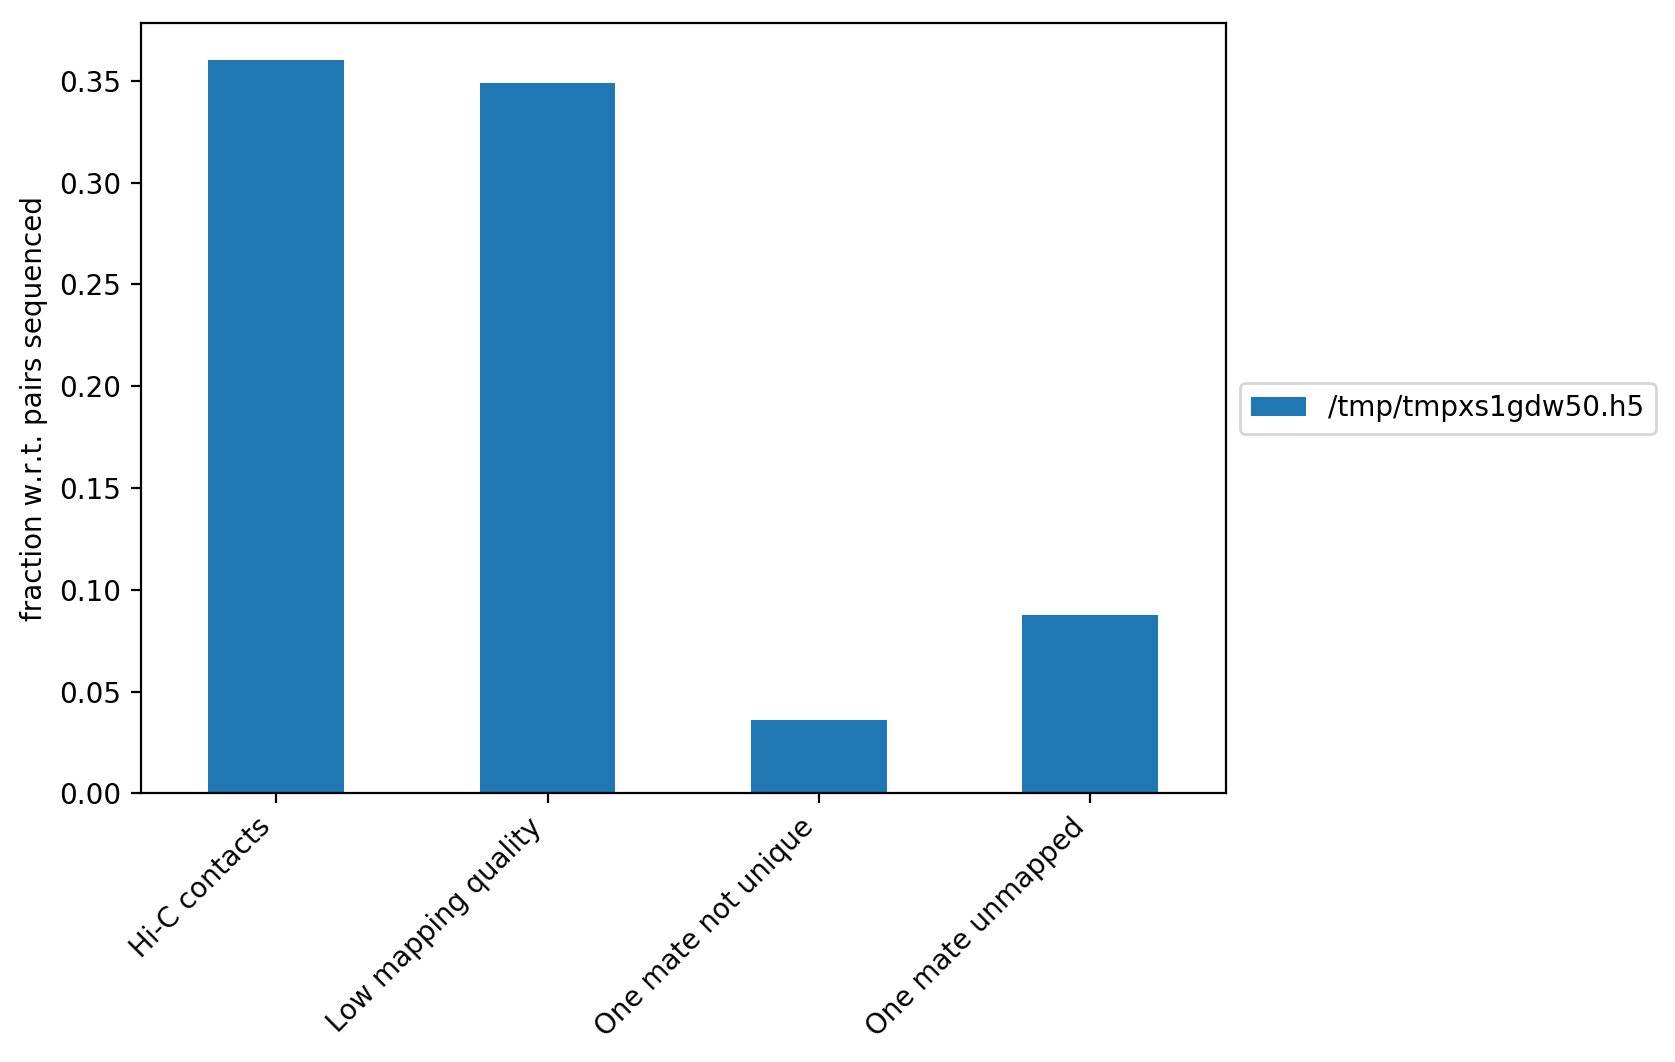 fraction w.r.t. pairs sequenced
0.35
0.30
0.25
0.20
0.15
0.10
0.05
0.00
Hi-C contacts
Low mapping quality
One mate not unique
One mate unmapped
/tmp/tmpxs1gdw50.h5